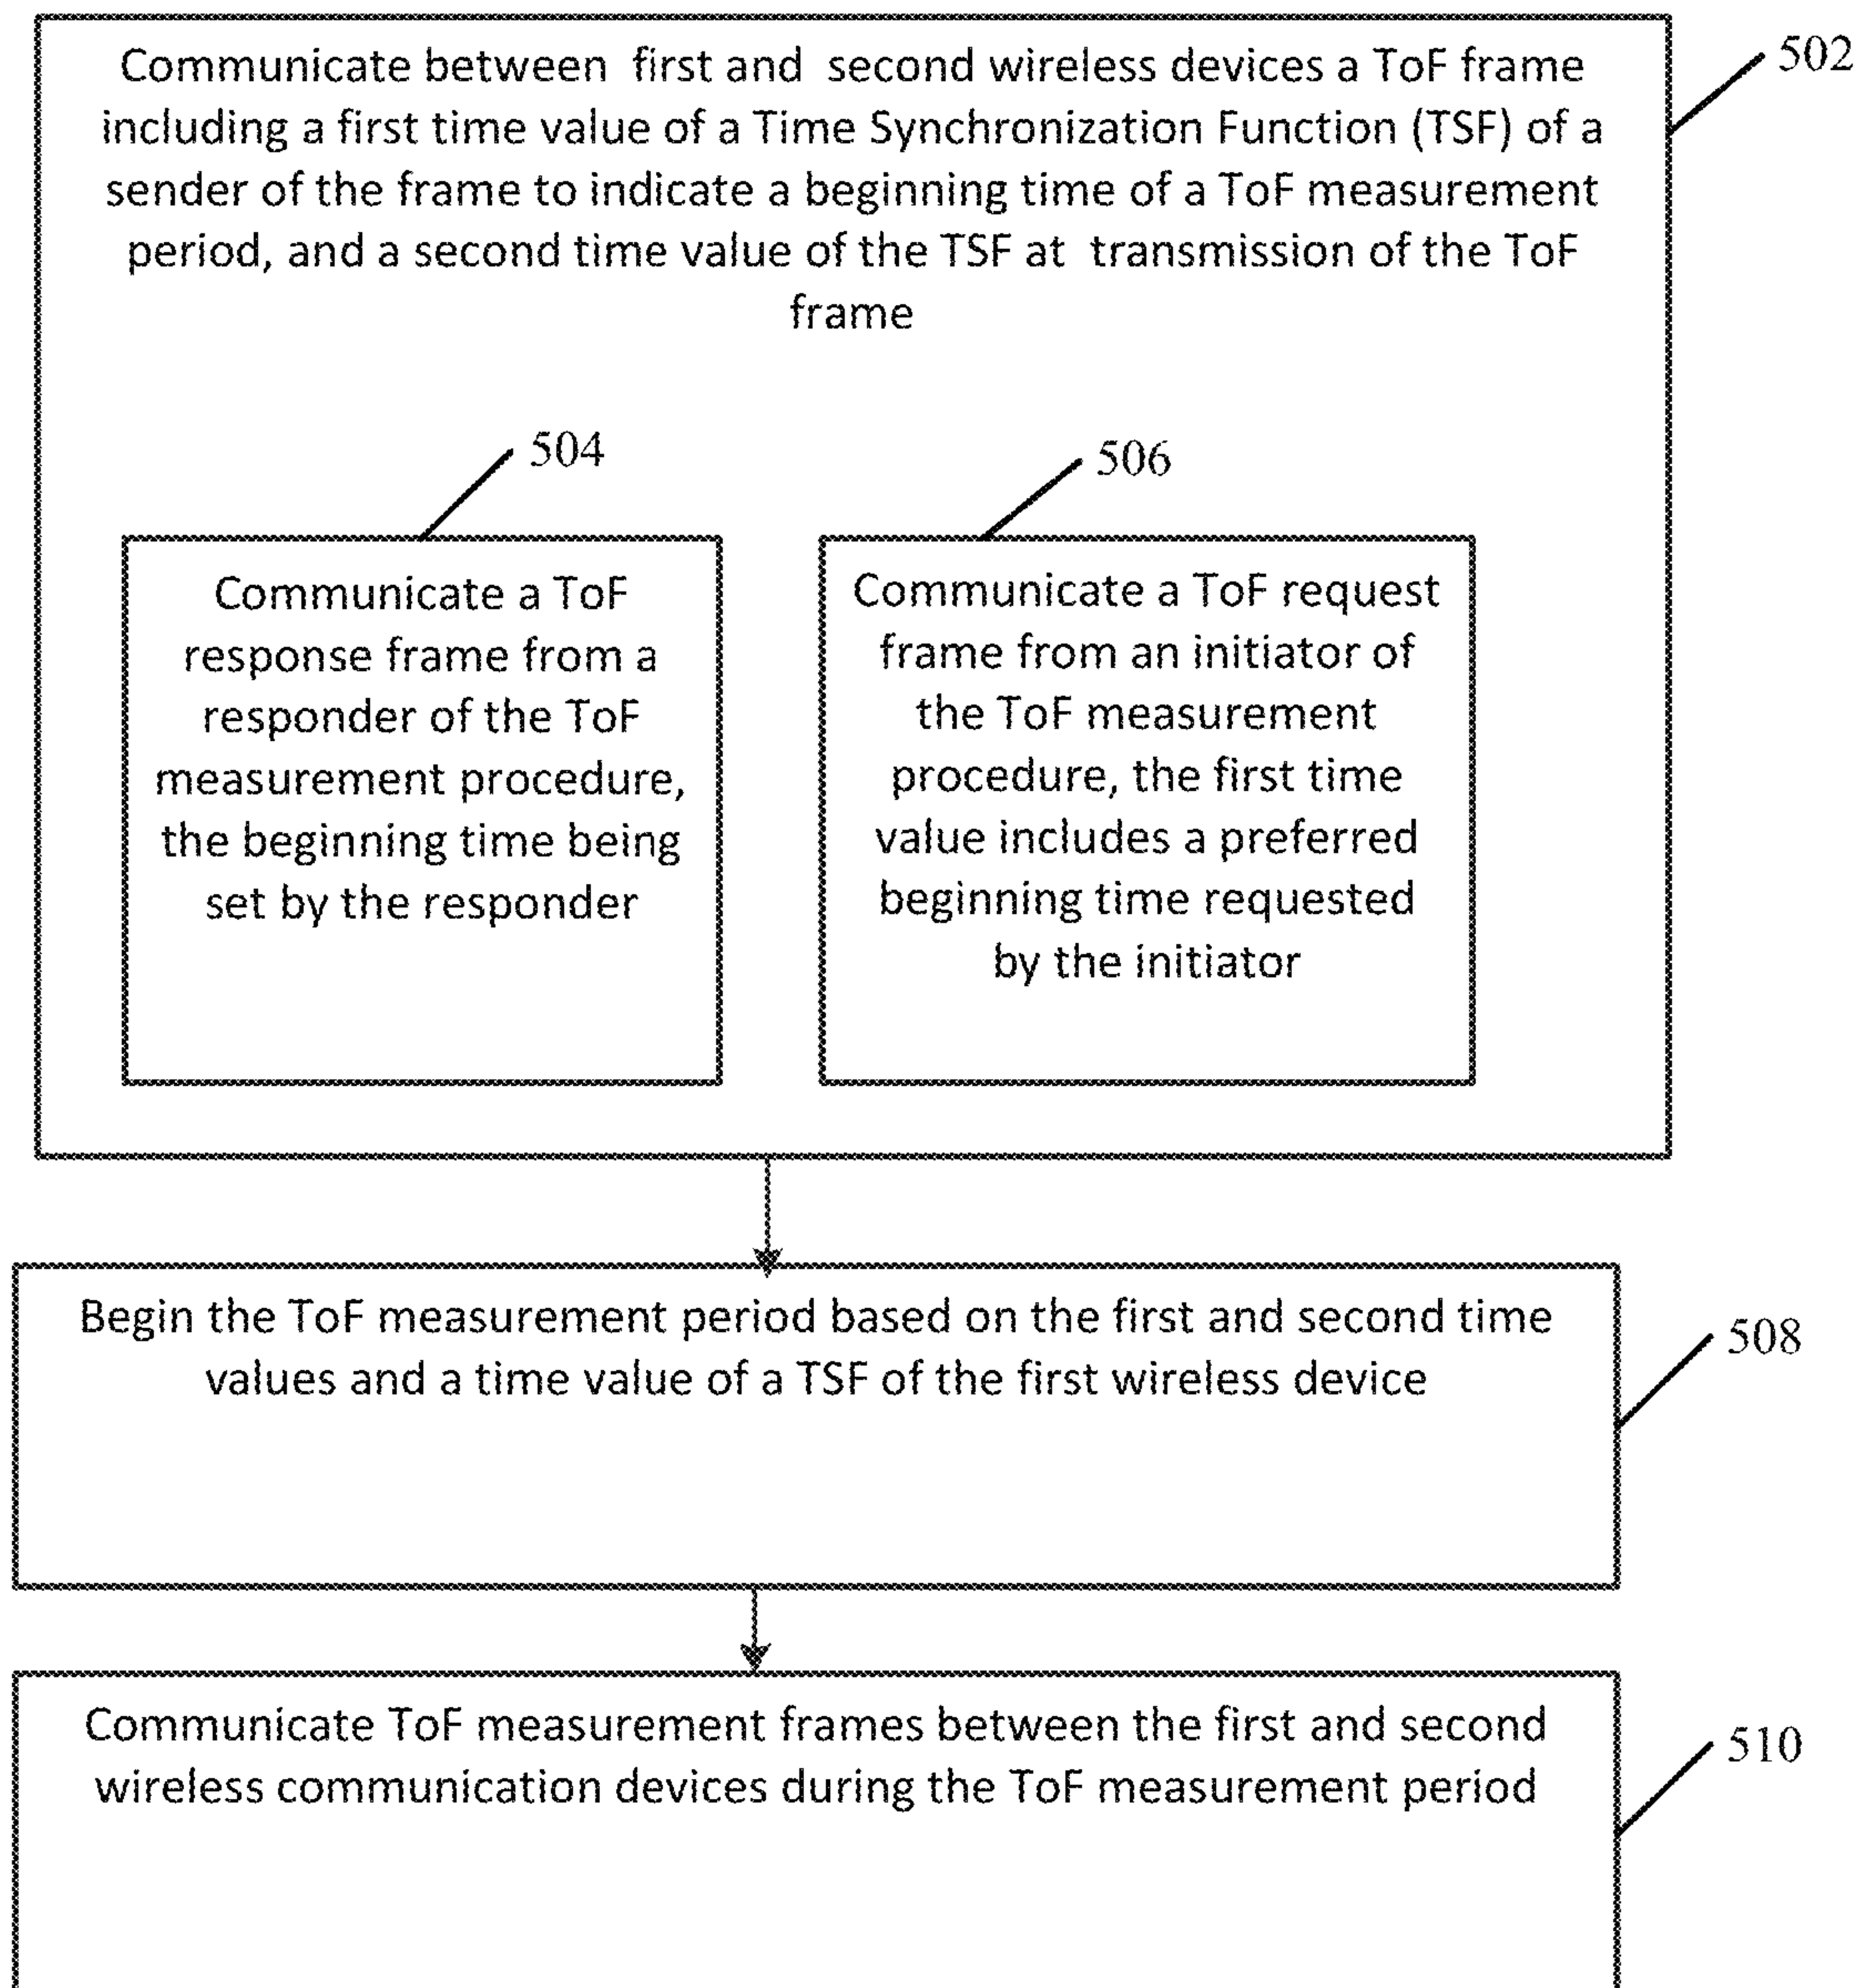 Communicate between first and second wireless devices a ToF frame
including a first time value of a Time Synchronization Function (TSF) of a
sender of the frame to indicate a beginning time of a ToF measurement
period, and a second time value of the TSF at transmission of the ToF
frame
502
504
Communicate a ToF
response frame from a
responder of the ToF
measurement procedure,
the beginning time being
set by the responder
506
Communicate a ToF request
frame from an initiator of
the ToF measurement
procedure, the first time
value includes a preferred
beginning time requested
by the initiator
Begin the ToF measurement period based on the first and second time
values and a time value of a TSF of the first wireless device
508
Communicate ToF measurement frames between the first and second
wireless communication devices during the ToF measurement period
510